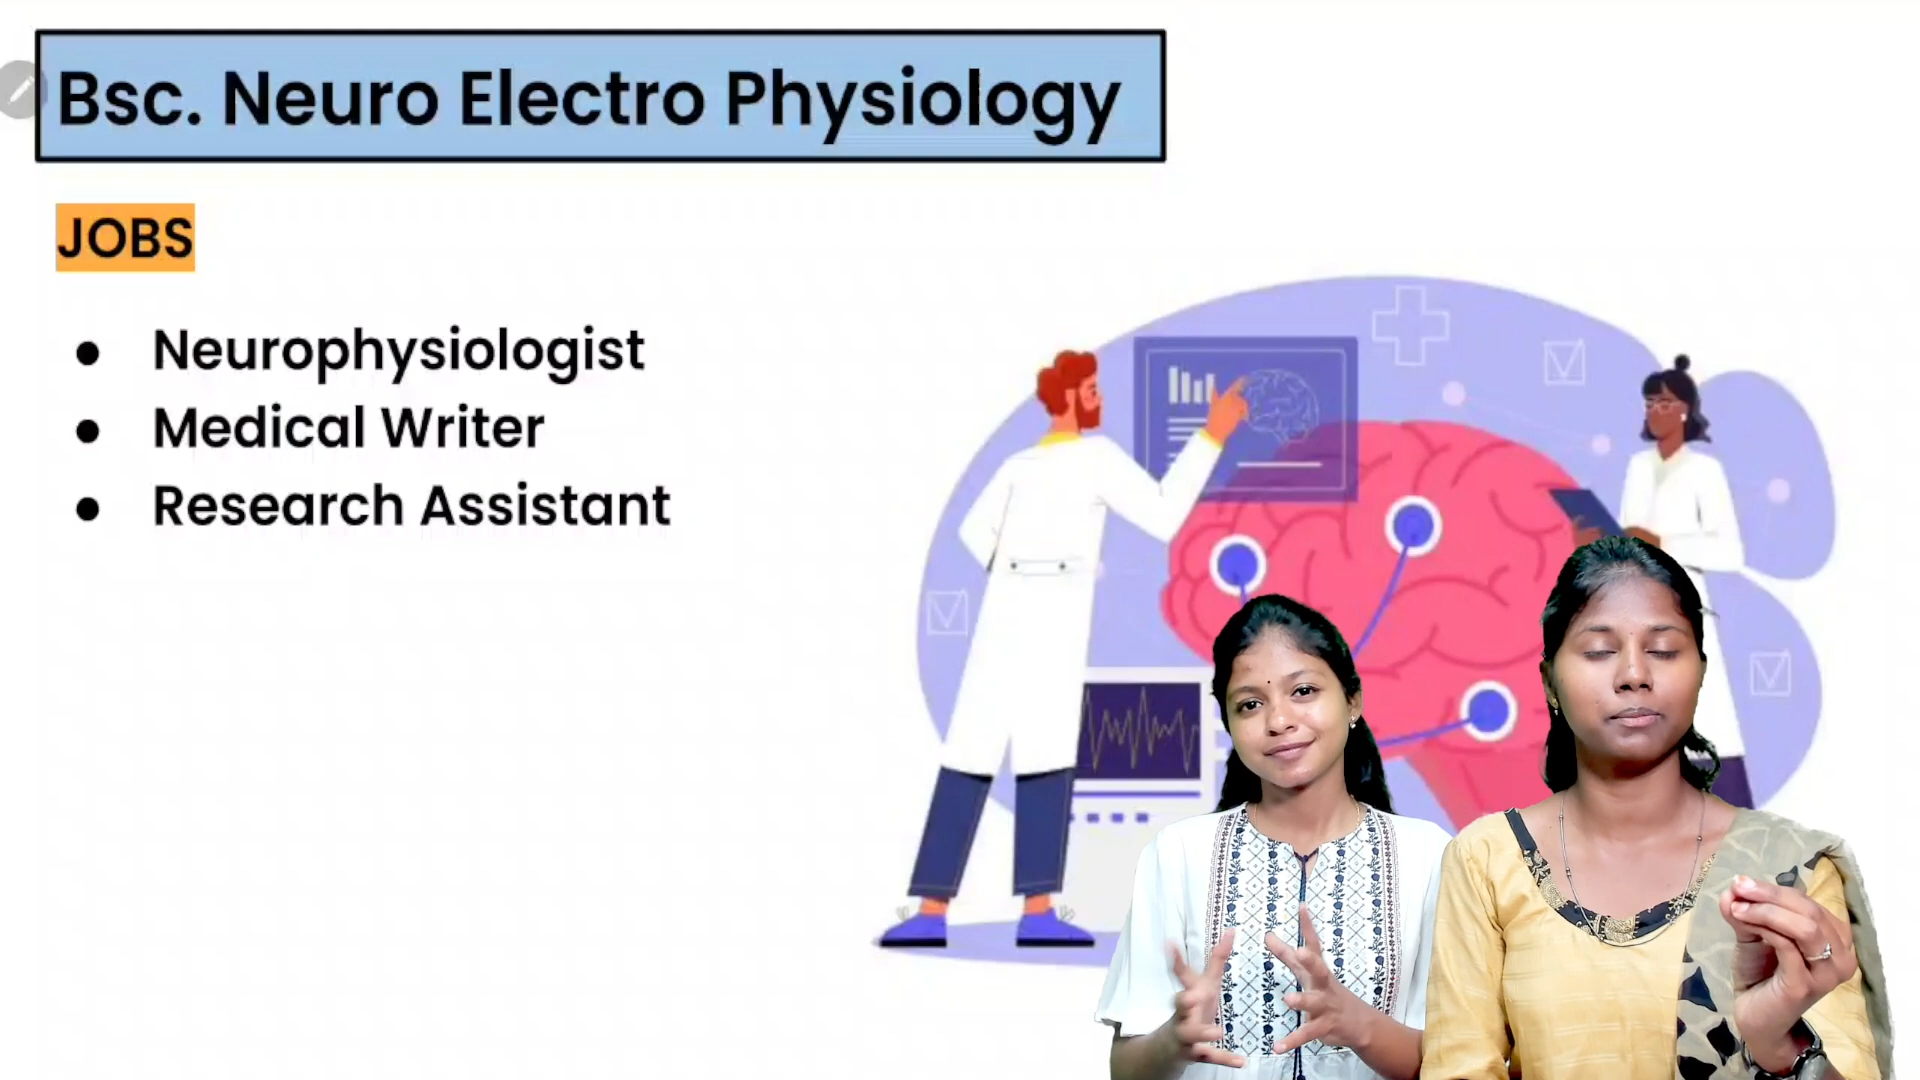 Bsc. Neuro Electro Physiology
JOBS
● Neurophysiologist
● Medical Writer
● Research Assistant